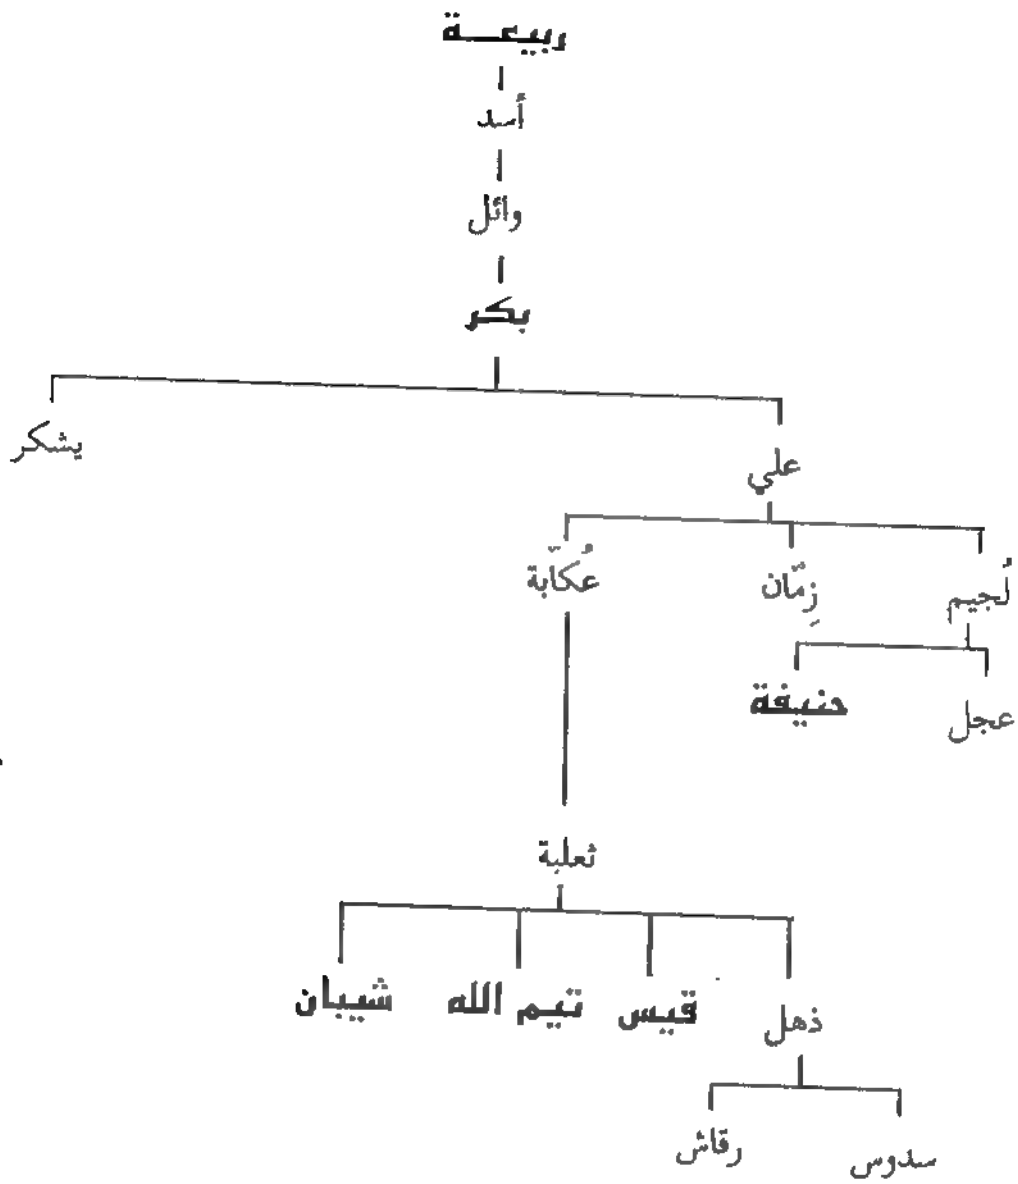 ربيعة
أسد
وائل
بكر
علي
يشكر
لُجيم
زِمّان
عُكابة
عجل
حنيفة
ثعلبة
ذهل
قيس
تيم الله
شيبان
سدوس
رقاش